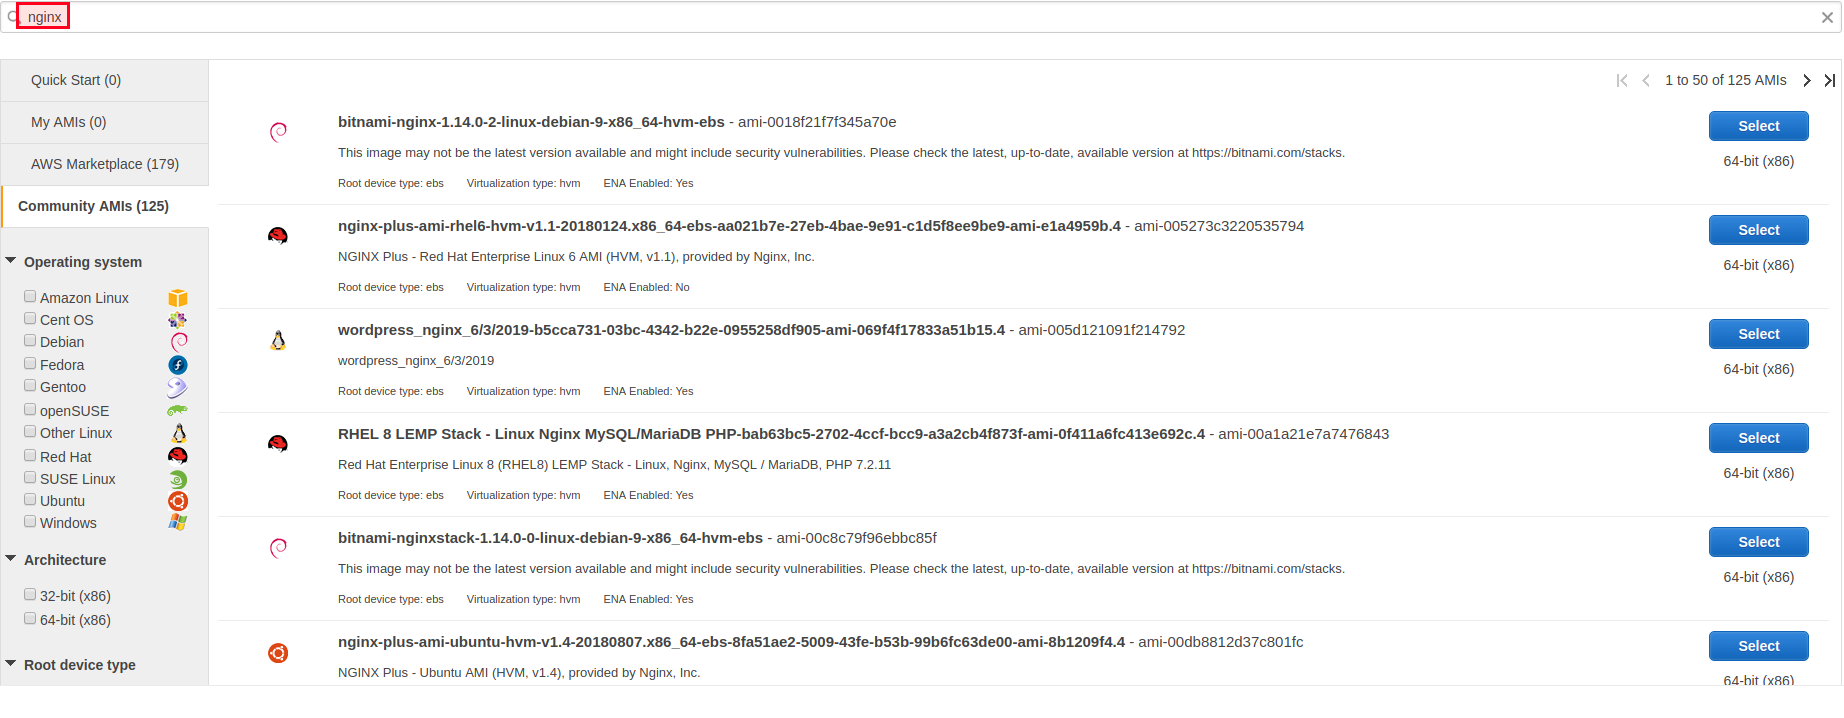 nginx
Quick Start (0)
My AMIs (0)
AWS Marketplace (179)
Community AMIs (125)
Operating system
Amazon Linux
Cent OS
Debian
Fedora
Gentoo
openSUSE
Other Linux
Red Hat
SUSE Linux
Ubuntu
Windows
Architecture
32-bit (x86)
64-bit (x86)
Root device type
1 to 50 of 125 AMIs
bitnami-nginx-1.14.0-2-linux-debian-9-x86_64-hvm-ebs - ami-0018f21f7f345a70e
This image may not be the latest version available and might include security vulnerabilities. Please check the latest, up-to-date, available version at https://bitnami.com/stacks.
Root device type: ebs Virtualization type: hvm ENA Enabled: Yes
Select
64-bit (x86)
nginx-plus-ami-rhel6-hvm-v1.1-20180124.x86_64-ebs-aa021b7e-27eb-4bae-9e91-c1d5f8ee9be9-ami-e1a4959b.4 - ami-005273c3220535794
NGINX Plus - Red Hat Enterprise Linux 6 AMI (HVM, v1.1), provided by Nginx, Inc.
Root device type: ebs Virtualization type: hvm ENA Enabled: No
Select
64-bit (x86)
wordpress_nginx_6/3/2019-b5cca731-03bc-4342-b22e-0955258df905-ami-069f4f17833a51b15.4 - ami-005d121091f214792
wordpress_nginx_6/3/2019
Root device type: ebs Virtualization type: hvm ENA Enabled: Yes
Select
64-bit (x86)
RHEL 8 LEMP Stack - Linux Nginx MySQL/MariaDB PHP-bab63bc5-2702-4ccf-bcc9-a3a2cb4f873f-ami-0f411a6fc413e692c.4 - ami-00a1a21e7a7476843
Red Hat Enterprise Linux 8 (RHEL8) LEMP Stack - Linux, Nginx, MySQL / MariaDB, PHP 7.2.11
Root device type: ebs Virtualization type: hvm ENA Enabled: Yes
Select
64-bit (x86)
bitnami-nginxstack-1.14.0-0-linux-debian-9-x86_64-hvm-ebs - ami-00c8c79f96ebbc85f
This image may not be the latest version available and might include security vulnerabilities. Please check the latest, up-to-date, available version at https://bitnami.com/stacks.
Root device type: ebs Virtualization type: hvm ENA Enabled: Yes
Select
64-bit (x86)
nginx-plus-ami-ubuntu-hvm-v1.4-20180807.x86_64-ebs-8fa51ae2-5009-43fe-b53b-99b6fc63de00-ami-8b1209f4.4 - ami-00db8812d37c801fc
NGINX Plus - Ubuntu AMI (HVM, v1.4), provided by Nginx, Inc.
Select
64-bit (x86)